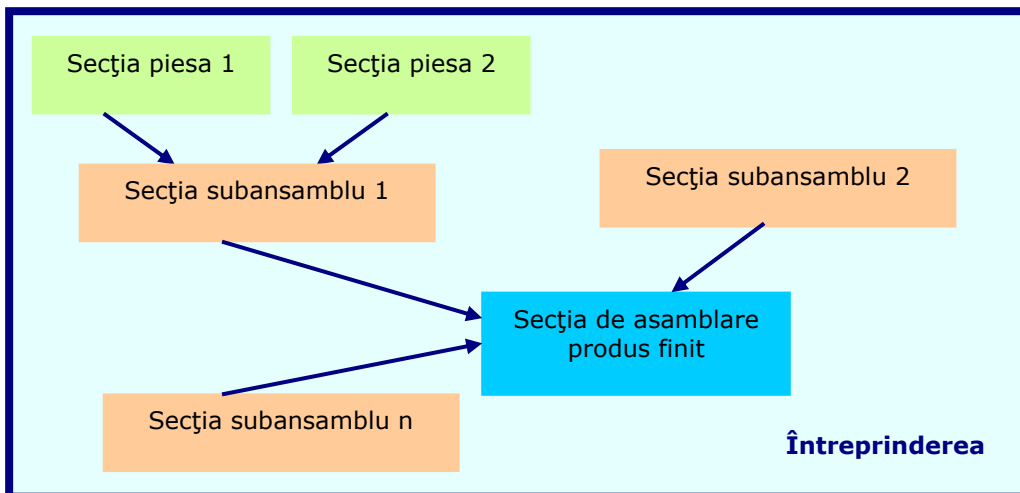 Secţia piesa 1
Secţia piesa 2
Secţia subansamblu 1
Secţia subansamblu 2
Secţia de asamblare
produs finit
Secţia subansamblu n
Întreprinderea